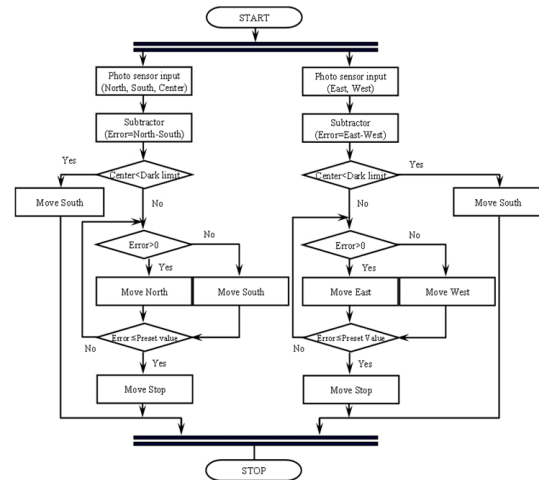 START
Photo sensor input
(North, South, Center)
Subtractor
(Error=North-South)
Yes
Center<Dark limit
Move South
No
Error>0
No
Yes
Move North
Move South
Error≤Preset value
No
Yes
Move Stop
Photo sensor input
(East, West)
Subtractor
(Error=East-West)
Center<Dark limit
Yes
Move South
No
Error>0
No
Yes
Move East
Move West
Error≤Preset Value
No
Yes
Move Stop
STOP